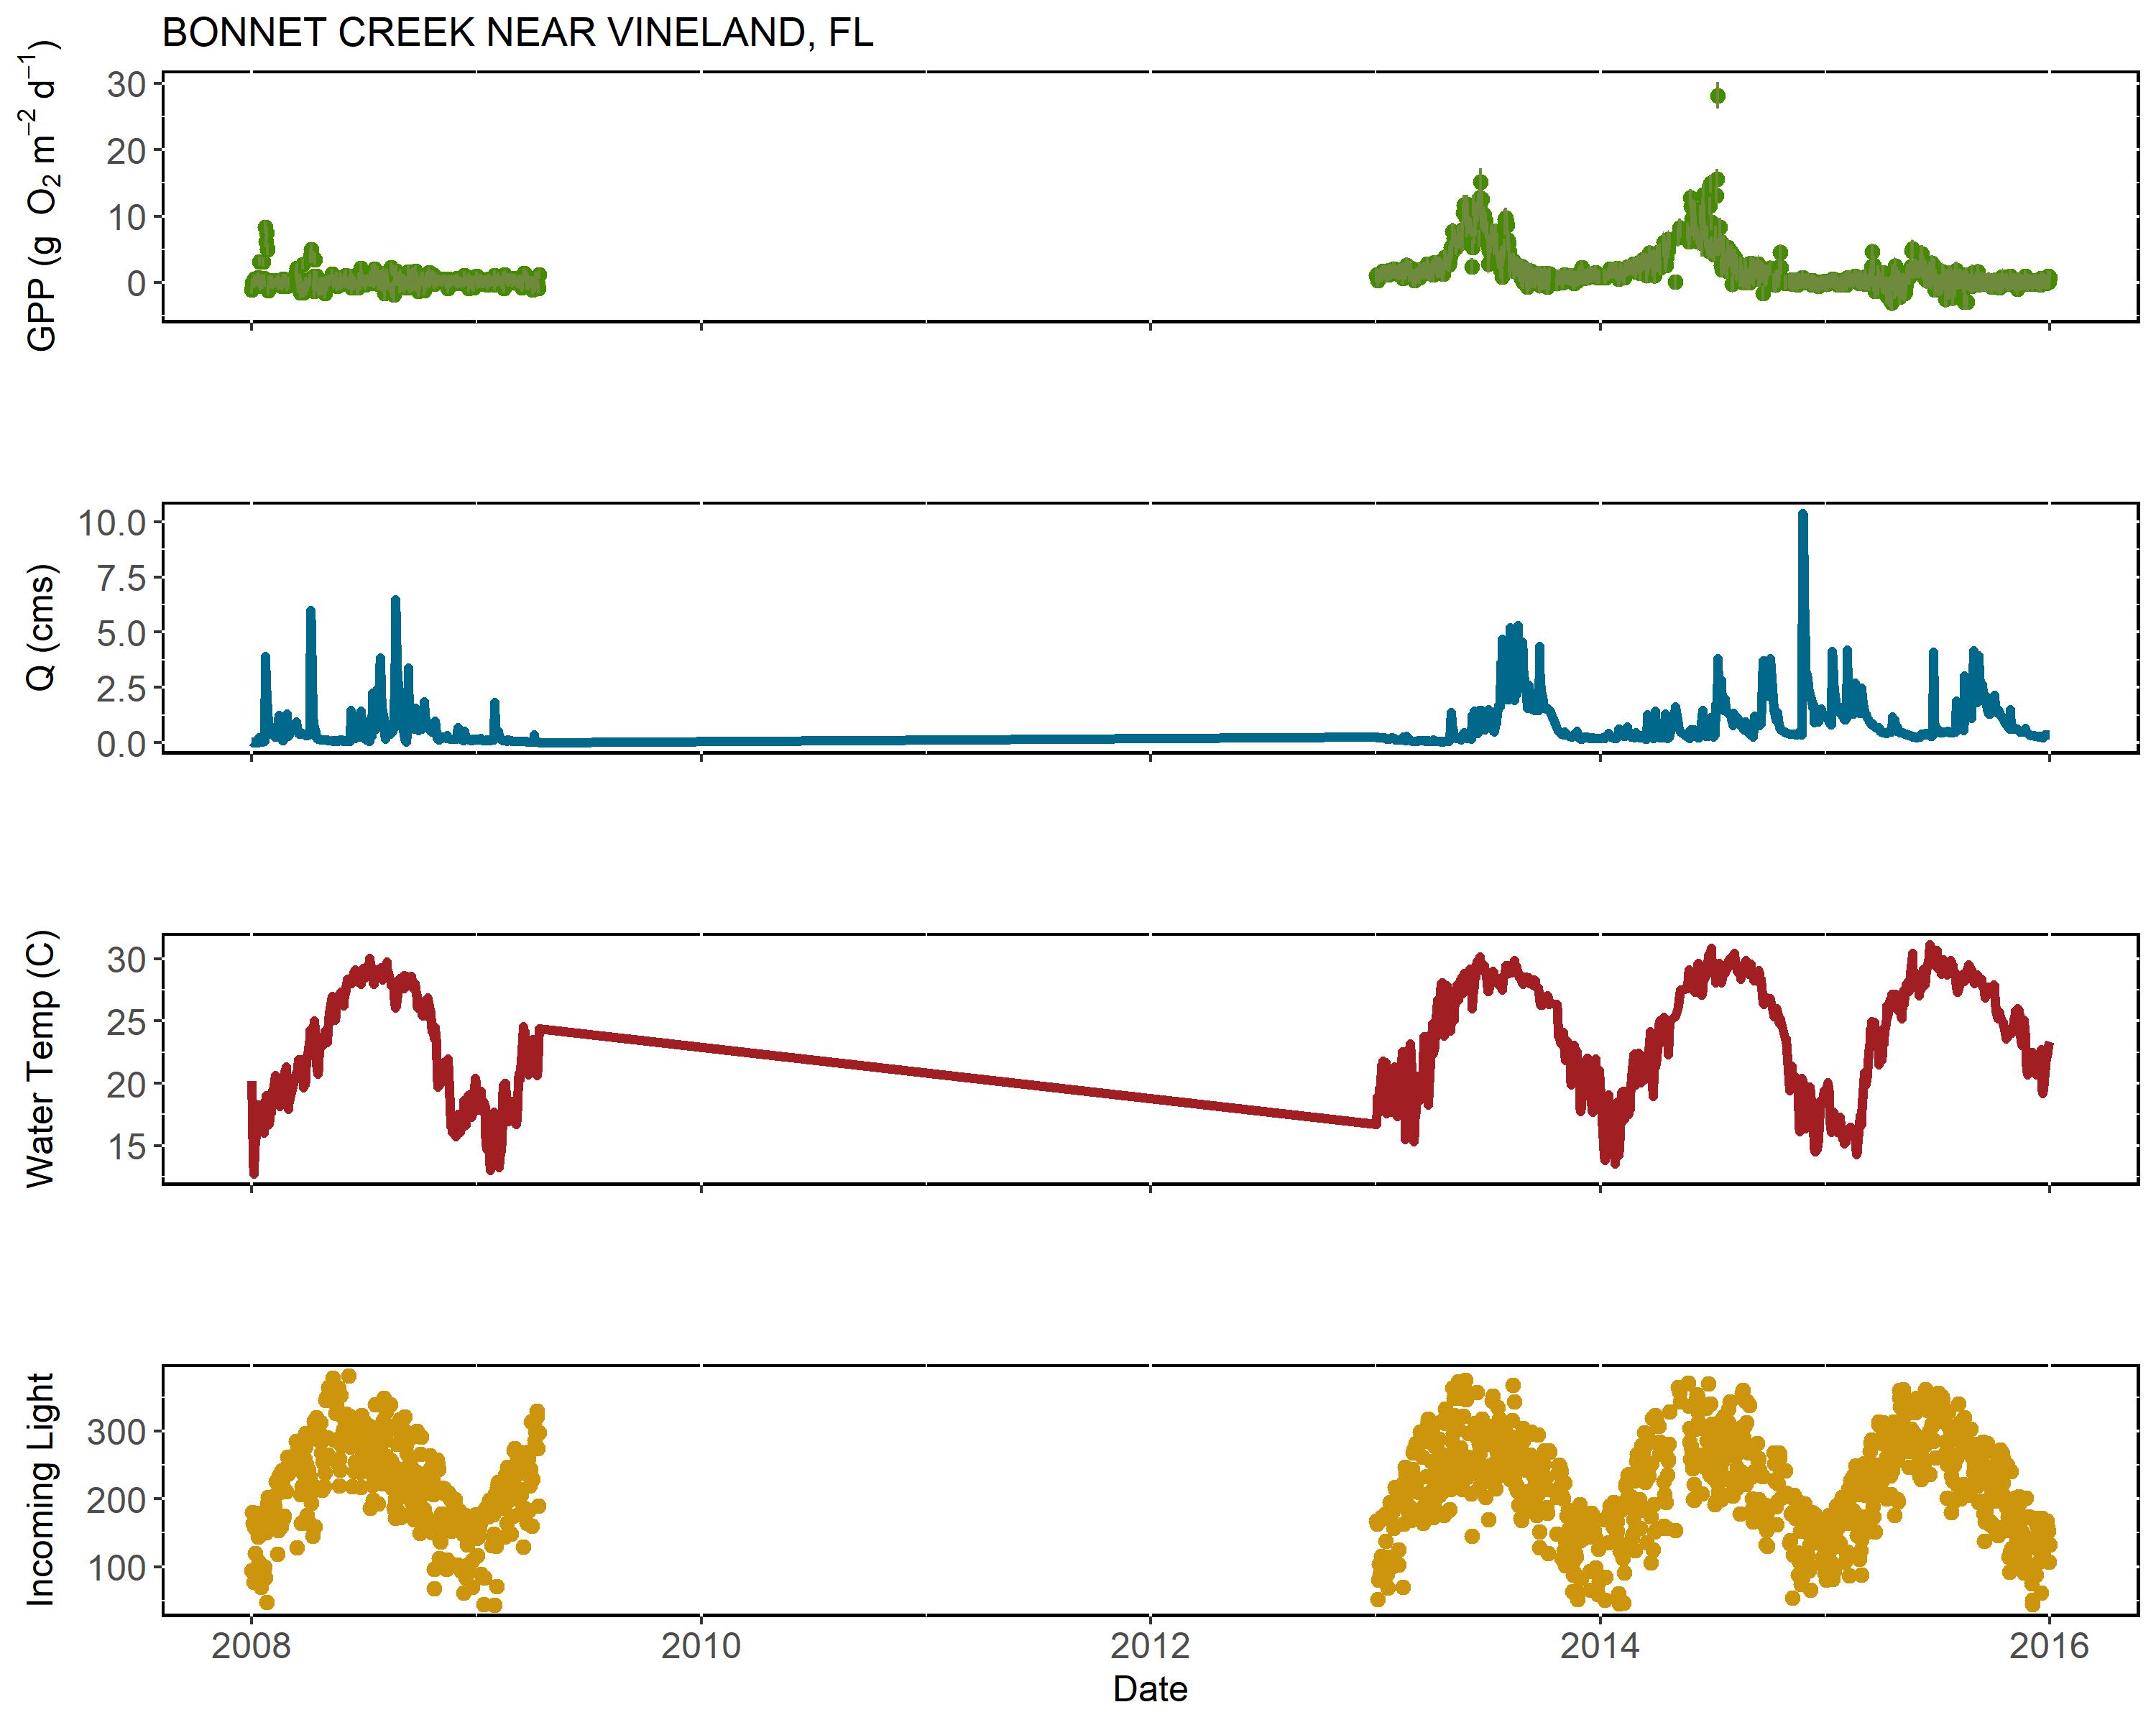 BONNET CREEK NEAR VINELAND, FL
GPP (g O₂ m⁻² d⁻¹)
30
20
10
0
Q (cms)
10.0
7.5
5.0
2.5
0.0
Water Temp (C)
30
25
20
15
Incoming Light
300
200
100
2008 2010 2012 2014 2016
Date